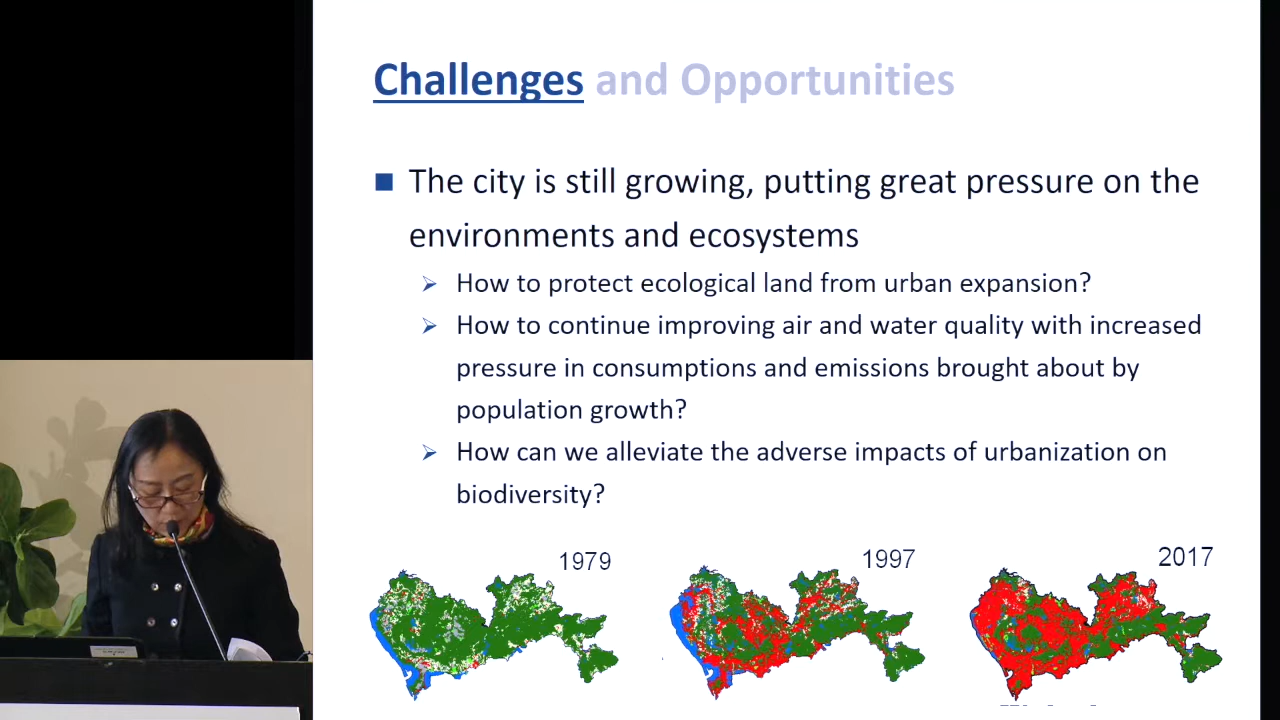 Challenges and Opportunities
The city is still growing, putting great pressure on the
environments and ecosystems
How to protect ecological land from urban expansion?
How to continue improving air and water quality with increased
pressure in consumptions and emissions brought about by
population growth?
How can we alleviate the adverse impacts of urbanization on
biodiversity?
1979
1997
2017